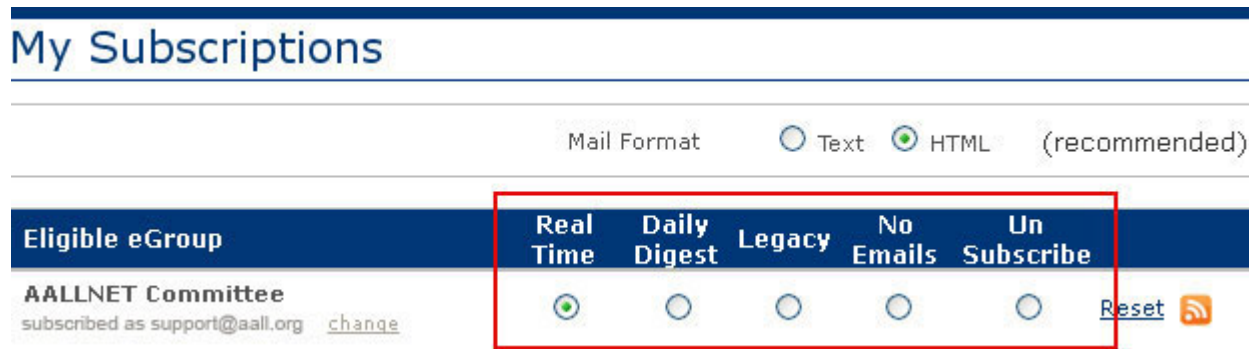 My Subscriptions
Mail Format Text HTML (recommended)
Eligible eGroup Real Time Daily Digest Legacy No Emails Un Subscribe
AALLNET Committee
subscribed as support@aall.org change Reset